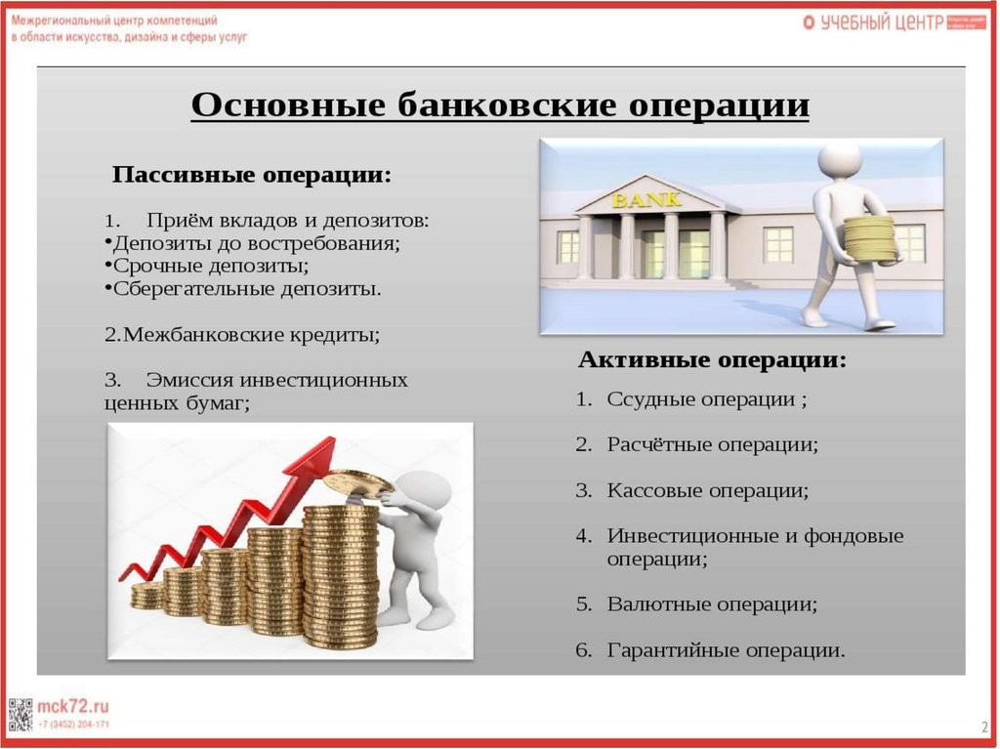 Межрегиональный центр компетенций
в области искусства, дизайна и сферы услуг
УЧЕБНЫЙ ЦЕНТР
Основные банковские операции
Пассивные операции:
1. Приём вкладов и депозитов:
•Депозиты до востребования;
•Срочные депозиты;
•Сберегательные депозиты.
2.Межбанковские кредиты;
3. Эмиссия инвестиционных
ценных бумаг;
BANK
Активные операции:
1. Ссудные операции ;
2. Расчётные операции;
3. Кассовые операции;
4. Инвестиционные и фондовые
операции;
5. Валютные операции;
6. Гарантийные операции.
mck72.ru
+7 (3452) 204-171
2